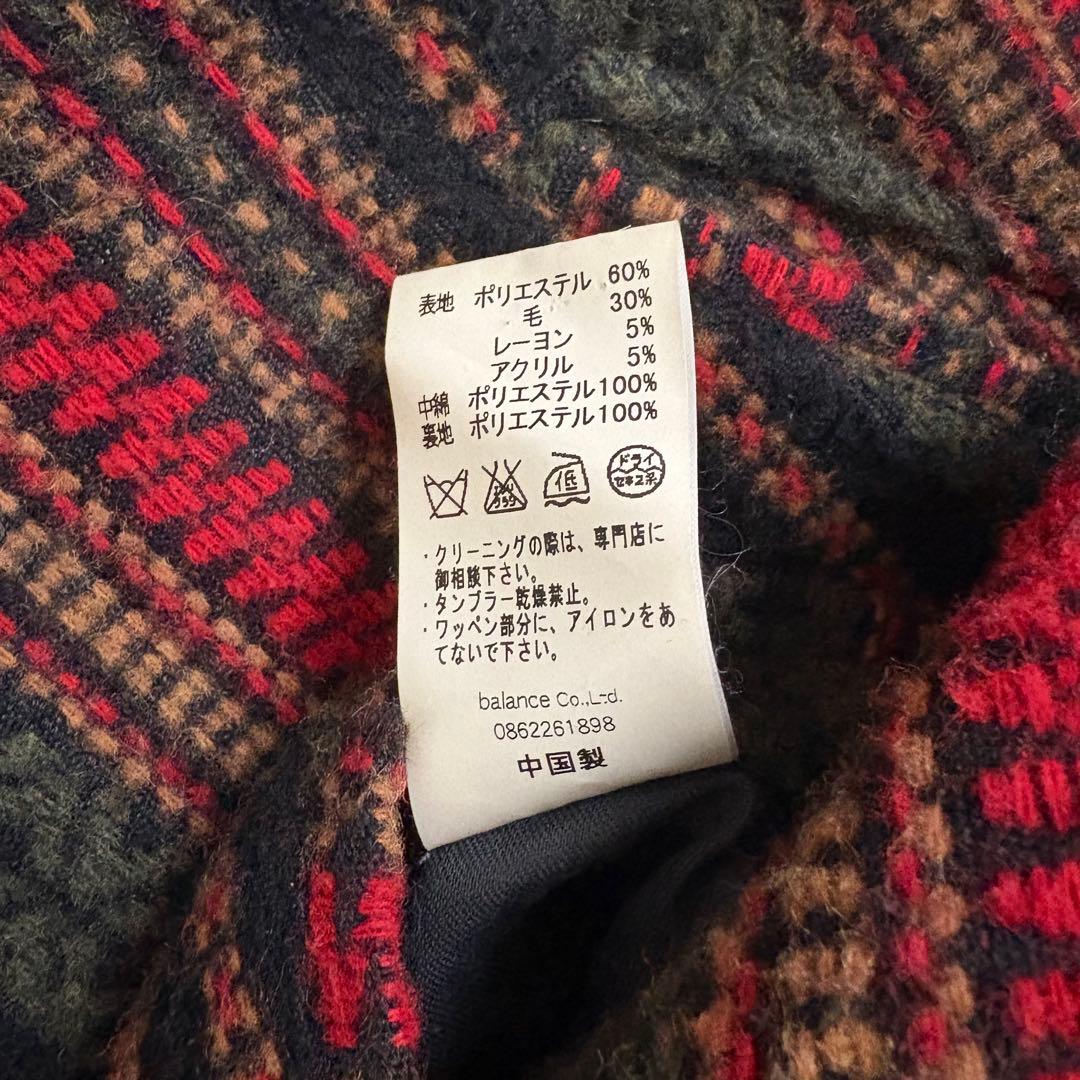 表地 ポリエステル 60%
毛 30%
レーヨン 5%
アクリル 5%
中綿 ポリエステル100%
裏地 ポリエステル100%
低
ドライ
セキユ系
・クリーニングの際は、専門店に
御相談下さい。
・タンブラー乾燥禁止。
・ワッペン部分に、アイロンをあ
てないで下さい。
balance Co.,Ltd.
0862261898
中国製